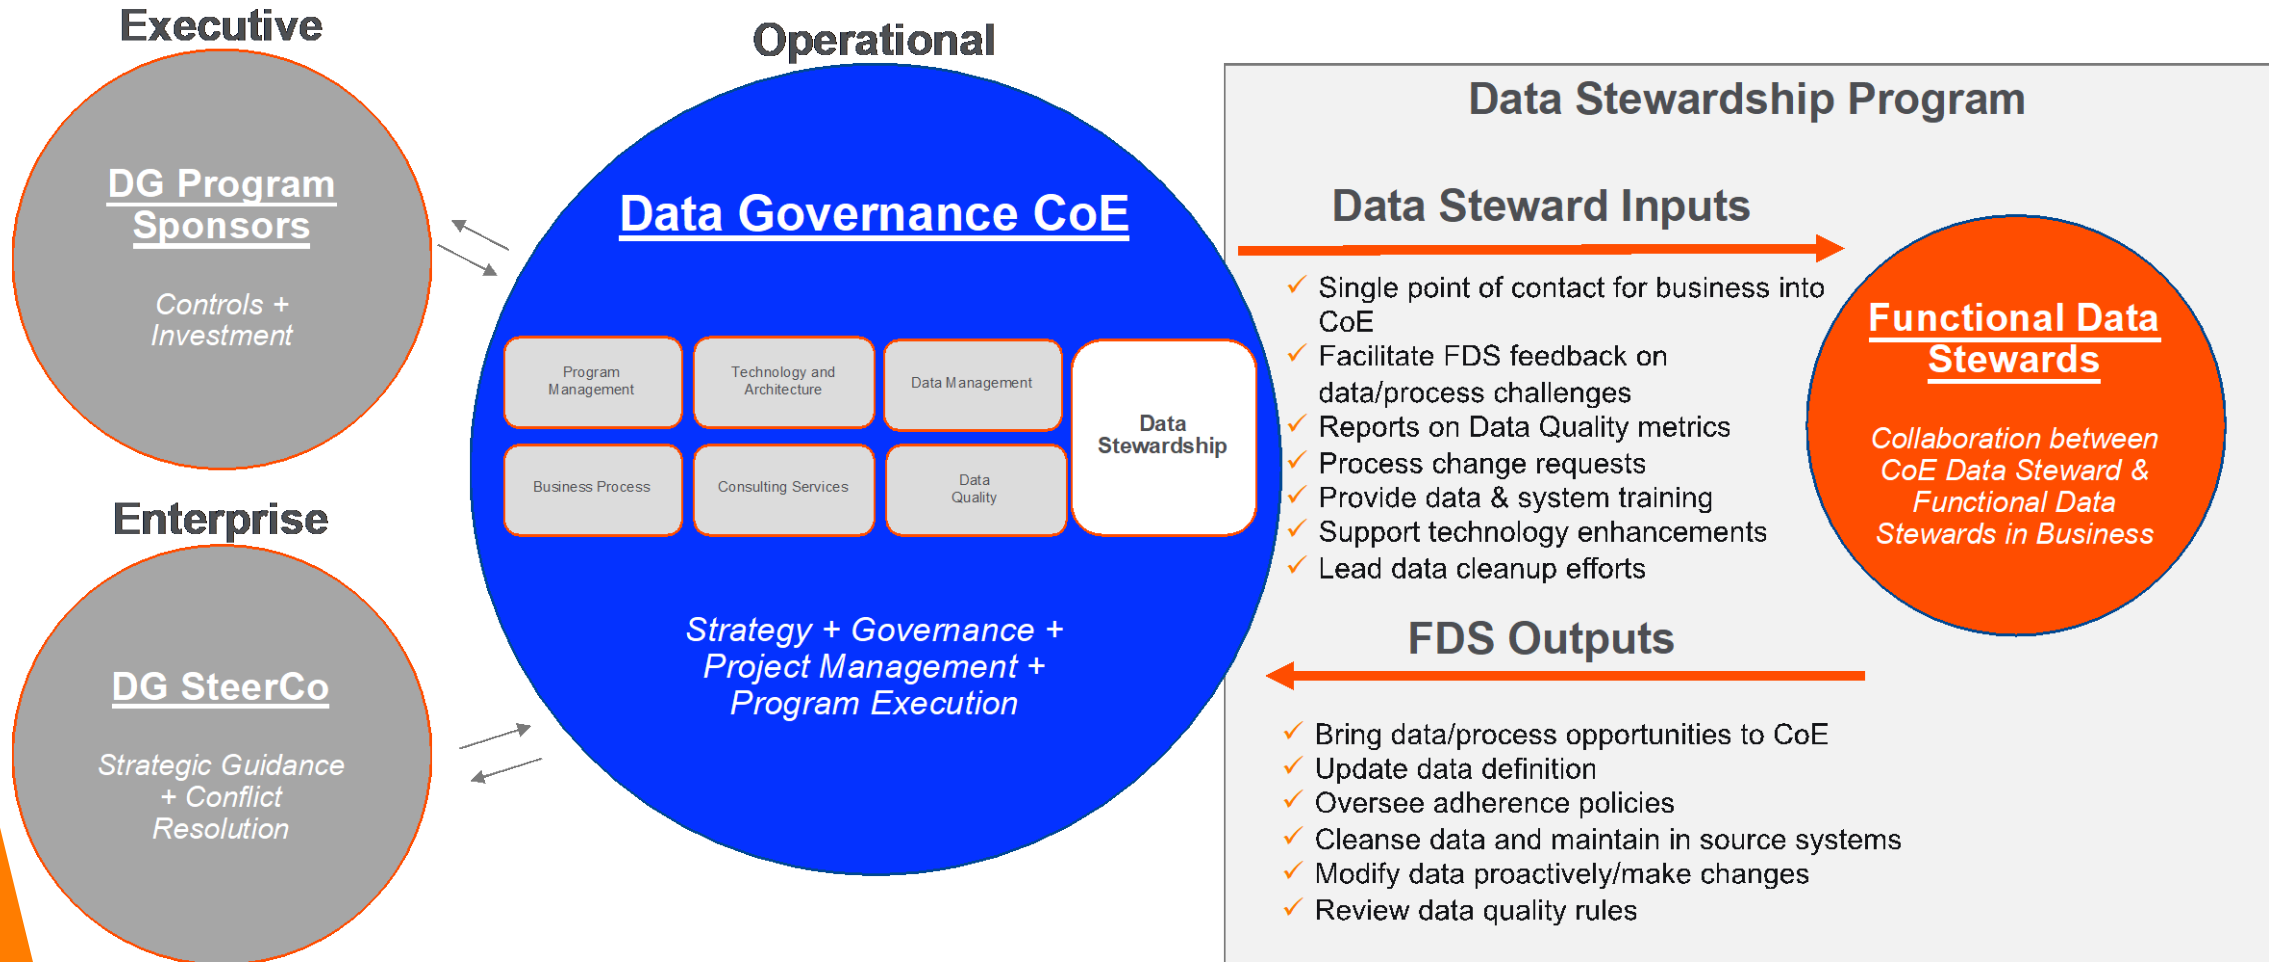 Executive
DG Program
Sponsors
Controls +
Investment
Enterprise
DG SteerCo
Strategic Guidance
+ Conflict
Resolution
Operational
Data Governance CoE
Program
Management
Technology and
Architecture
Data Management
Data
Stewardship
Business Process
Consulting Services
Data
Quality
Strategy + Governance +
Project Management +
Program Execution
Data Stewardship Program
Data Steward Inputs
✓ Single point of contact for business into
CoE
✓ Facilitate FDS feedback on
data/process challenges
✓ Reports on Data Quality metrics
✓ Process change requests
✓ Provide data & system training
✓ Support technology enhancements
✓ Lead data cleanup efforts
Functional Data
Stewards
Collaboration between
CoE Data Steward &
Functional Data
Stewards in Business
FDS Outputs
✓ Bring data/process opportunities to CoE
✓ Update data definition
✓ Oversee adherence policies
✓ Cleanse data and maintain in source systems
✓ Modify data proactively/make changes
✓ Review data quality rules